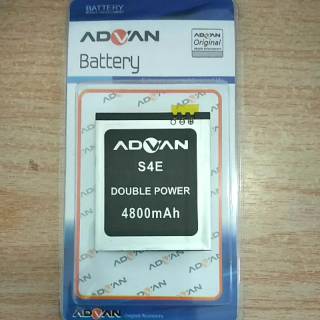 BATTERY
ADVAN
Battery
ADVAN
Original
ADVAN
S4E
DOUBLE POWER
4800mAh
ADVAN